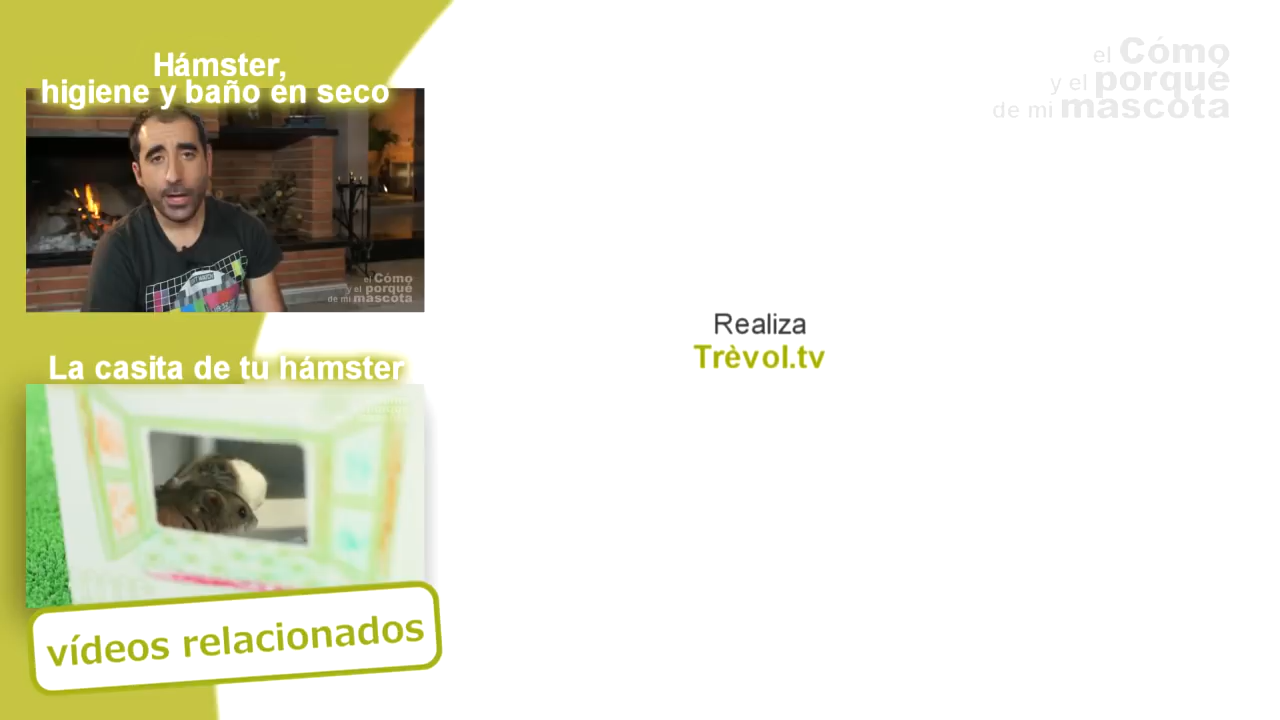 Hámster,
higiene y baño en seco
el Cómo
y el porqué
de mi mascota
La casita de tu hámster
vídeos relacionados
el Cómo
y el porqué
de mi mascota
Realiza
Trèvol.tv